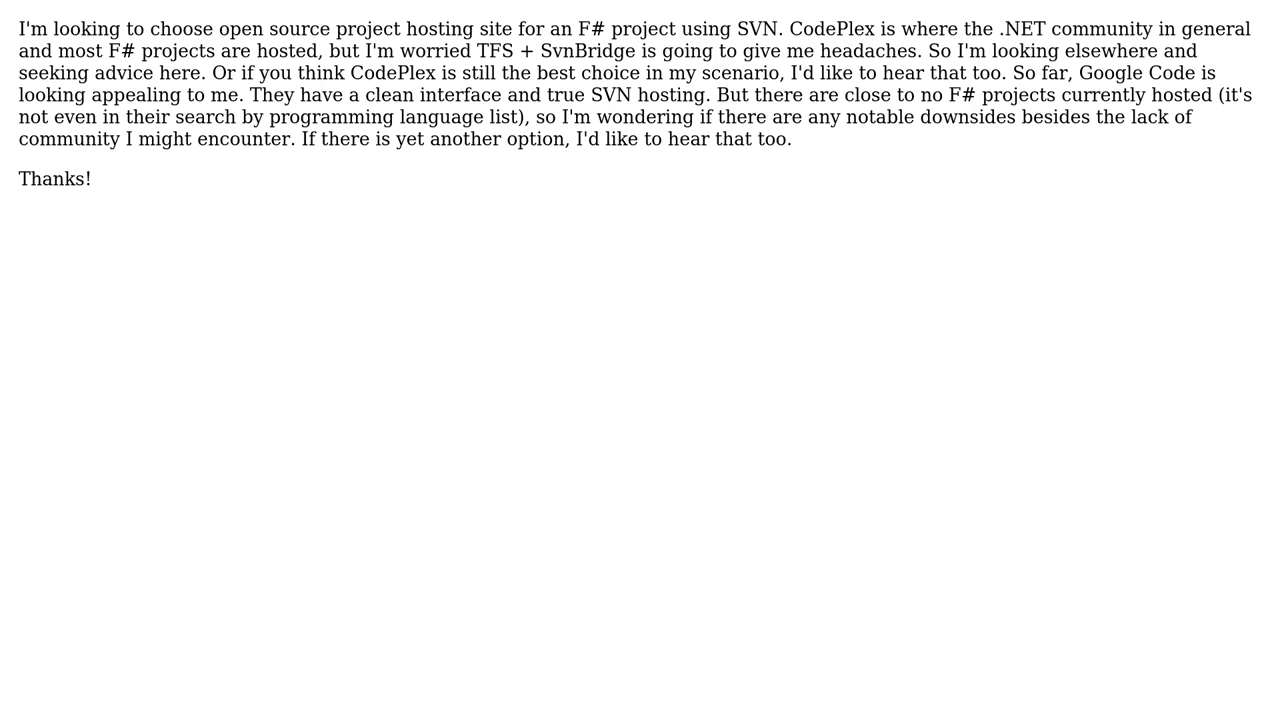 I'm looking to choose open source project hosting site for an F# project using SVN. CodePlex is where the .NET community in general
and most F# projects are hosted, but I'm worried TFS + SvnBridge is going to give me headaches. So I'm looking elsewhere and
seeking advice here. Or if you think CodePlex is still the best choice in my scenario, I'd like to hear that too. So far, Google Code is
looking appealing to me. They have a clean interface and true SVN hosting. But there are close to no F# projects currently hosted (it's
not even in their search by programming language list), so I'm wondering if there are any notable downsides besides the lack of
community I might encounter. If there is yet another option, I'd like to hear that too.
Thanks!